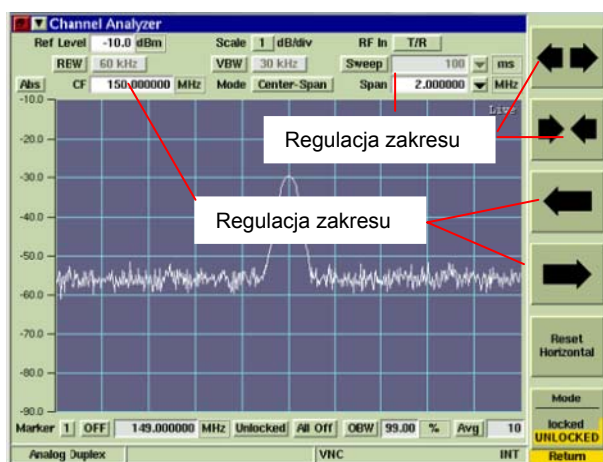 Channel Analyzer
Ref Level -10.0 dBm Scale 1 dB/div RF In T/R
RBW 60 kHz VBW 30 kHz Sweep 100 ms
Abs CF 150.000000 MHz Mode Center-Span Span 2.000000 MHz
-10.0
Live
-20.0
Regulacja zakresu
-30.0
-40.0
Regulacja zakresu
-50.0
-60.0
-70.0
-80.0
-90.0
Reset
Horizontal
Mode
locked
UNLOCKED
Return
Marker 1 OFF 149.000000 MHz Unlocked All Off OBW 99.00 % Avg 10
Analog Duplex VNC INT